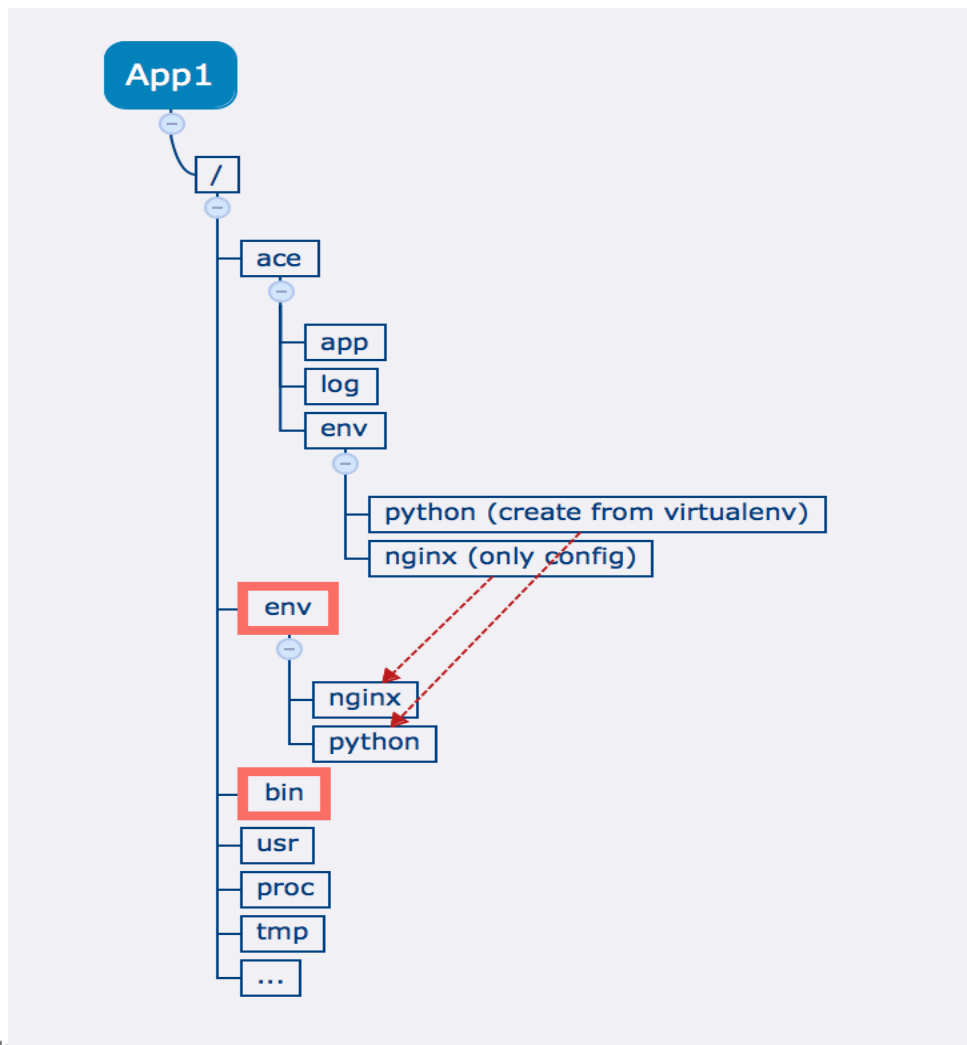 App1
/
ace
app
log
env
python (create from virtualenv)
nginx (only config)
env
nginx
python
bin
usr
proc
tmp
...